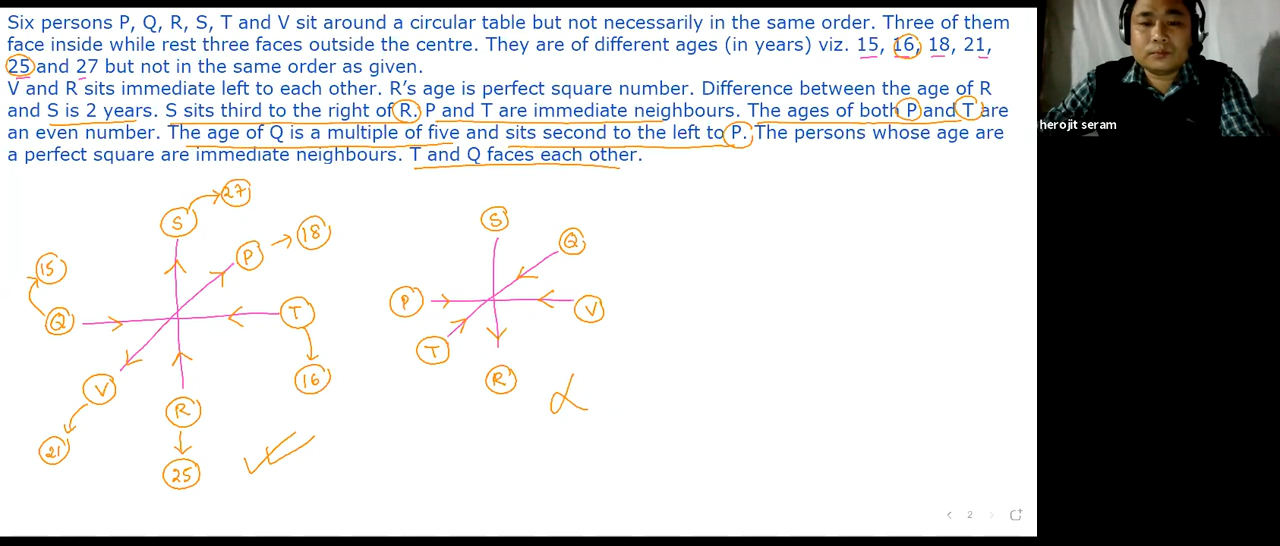 Six persons P, Q, R, S, T and V sit around a circular table but not necessarily in the same order. Three of them
face inside while rest three faces outside the centre. They are of different ages (in years) viz. 15, 16, 18, 21,
25 and 27 but not in the same order as given.
V and R sits immediate left to each other. R's age is perfect square number. Difference between the age of R
and S is 2 years. S sits third to the right of R. P and T are immediate neighbours. The ages of both P and T are
an even number. The age of Q is a multiple of five and sits second to the left to P. The persons whose age are
a perfect square are immediate neighbours. T and Q faces each other.
herojit seram
S 27
P 18
15
Q T
V 16
R
21
25
S
Q
P V
T
R
2